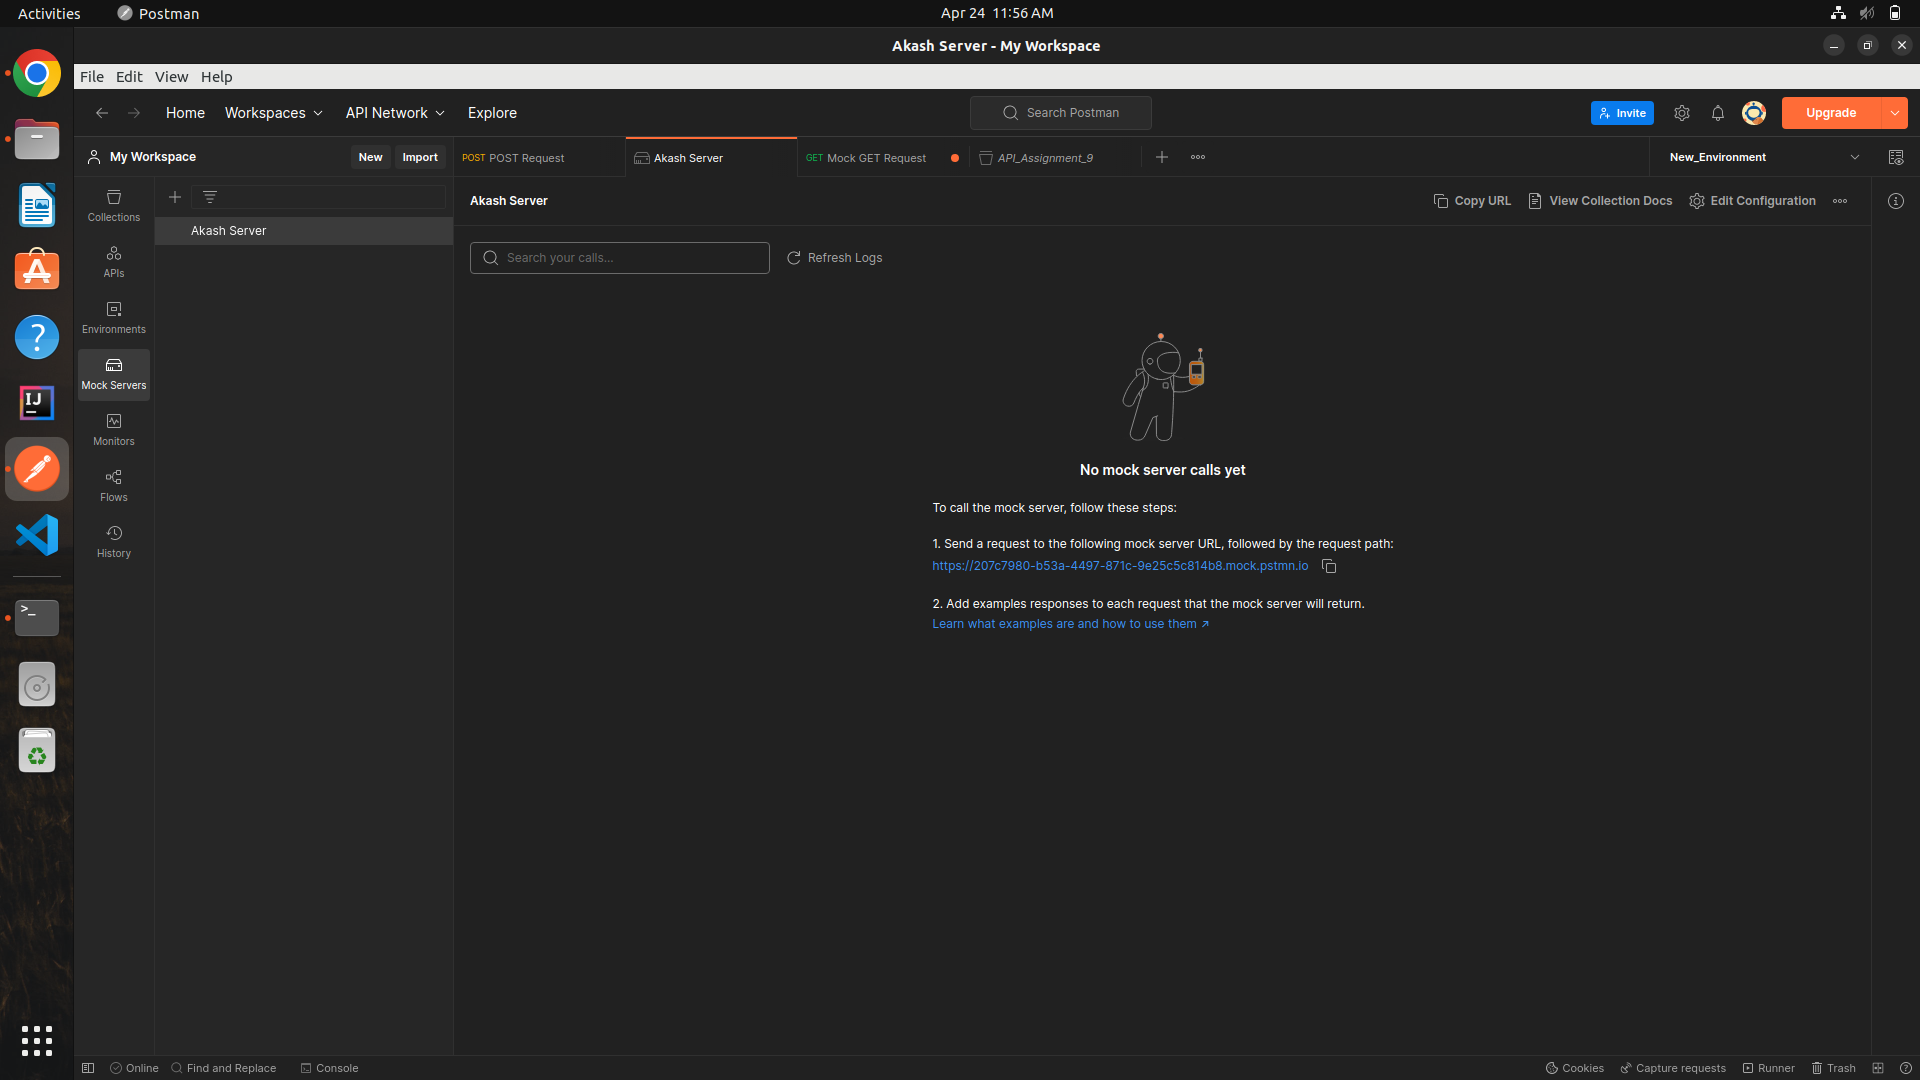 Activities
Postman
Apr 24 11:56 AM
Akash Server - My Workspace
File Edit View Help
Home Workspaces API Network Explore
Search Postman
Invite
Upgrade
My Workspace
New Import
POST POST Request
Akash Server
GET Mock GET Request
API_Assignment_9
New_Environment
Collections
APIs
Environments
Mock Servers
Monitors
Flows
History
Akash Server
Akash Server
Copy URL View Collection Docs Edit Configuration
Search your calls...
Refresh Logs
No mock server calls yet
To call the mock server, follow these steps:
1. Send a request to the following mock server URL, followed by the request path:
https://207c7980-b53a-4497-871c-9e25c5c814b8.mock.pstmn.io
2. Add examples responses to each request that the mock server will return.
Learn what examples are and how to use them ↗
Online Find and Replace Console
Cookies Capture requests Runner Trash